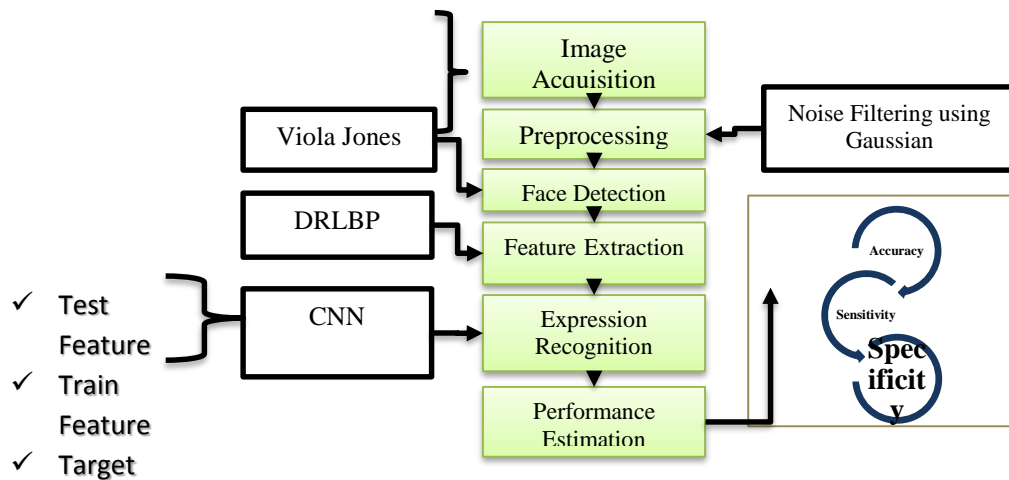 Image
Acquisition
Viola Jones
Preprocessing
Noise Filtering using
Gaussian
Face Detection
DRLBP
Feature Extraction
Accuracy
Sensitivity
Spec
ificit
y
✓ Test
Feature
✓ Train
Feature
✓ Target
CNN
Expression
Recognition
Performance
Estimation